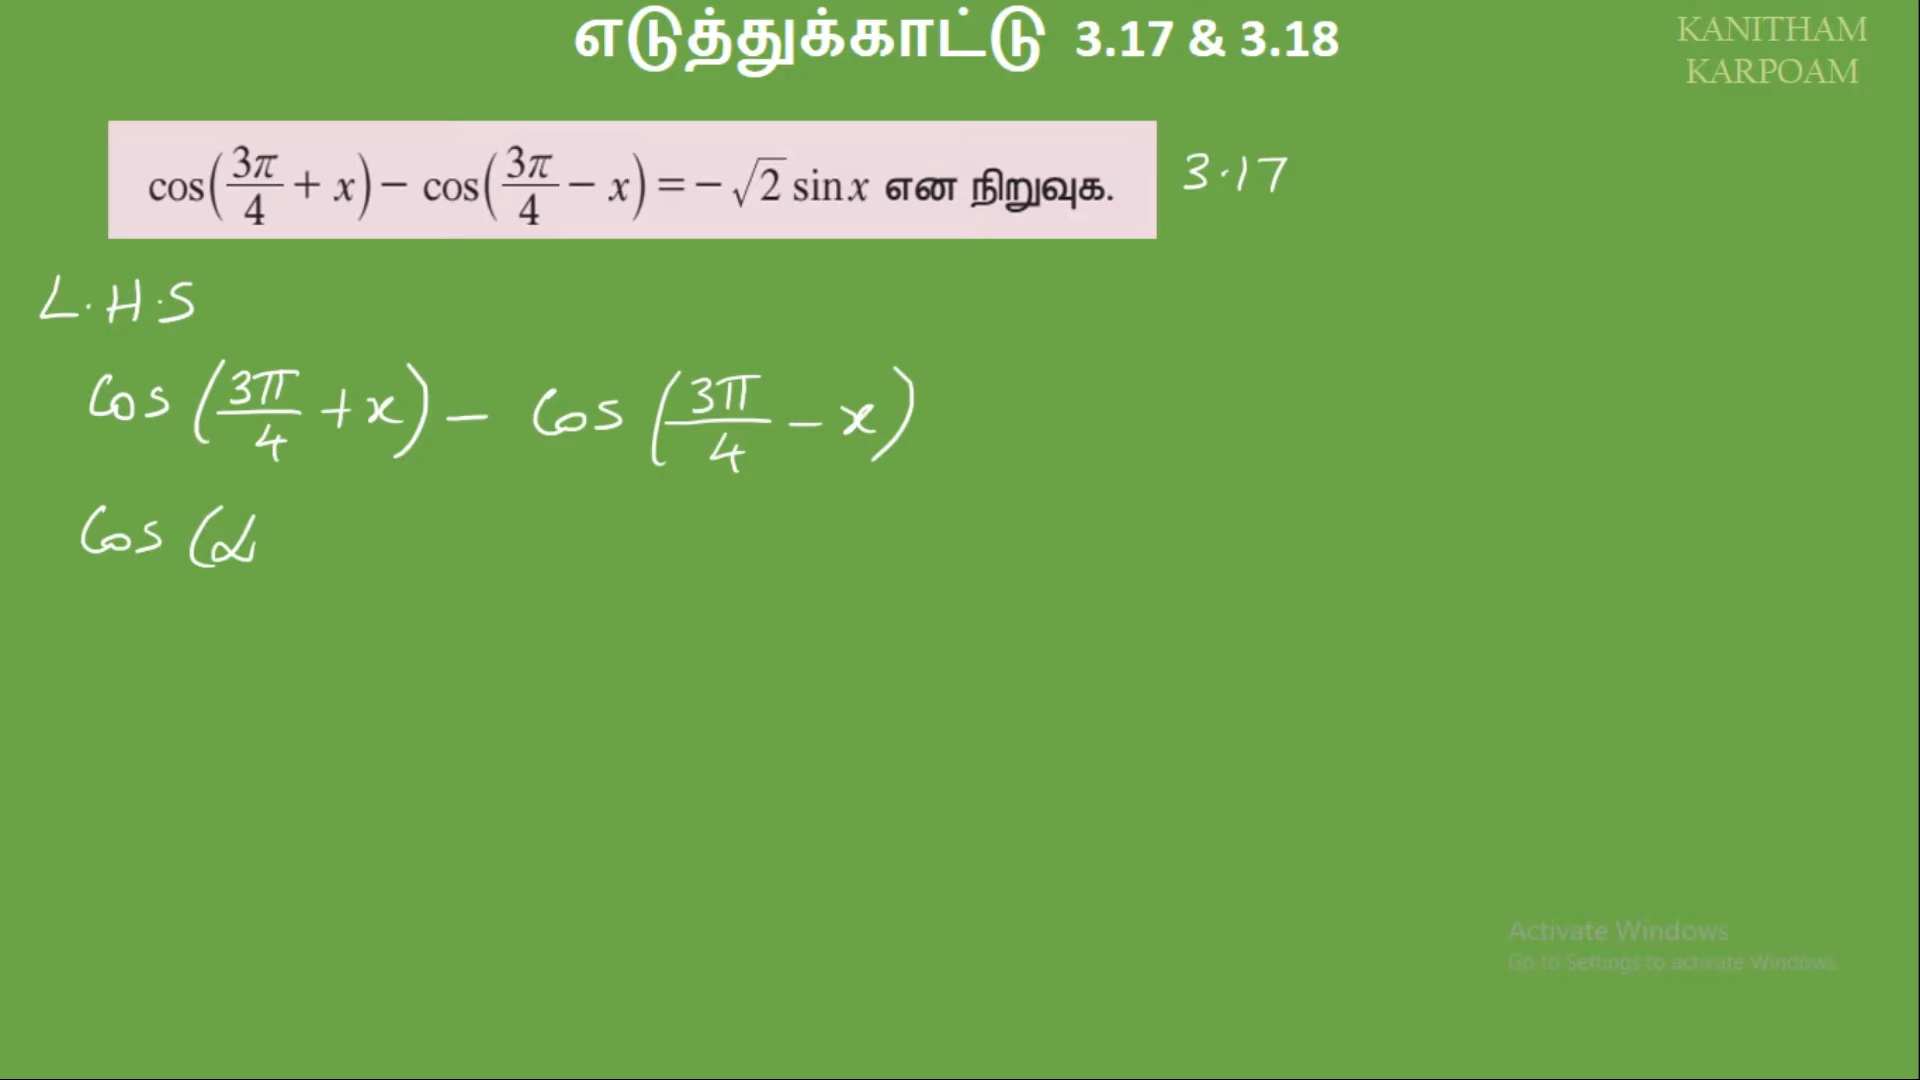 எடுத்துக்காட்டு 3.17 & 3.18
KANITHAM
KARPOAM
cos(3π/4 + x) − cos(3π/4 − x) = − √2 sin x என நிறுவுக.
3.17
L.H.S
Cos (3π/4 + x) − Cos (3π/4 − x)
Cos (α
Activate Windows
Go to Settings to activate Windows.